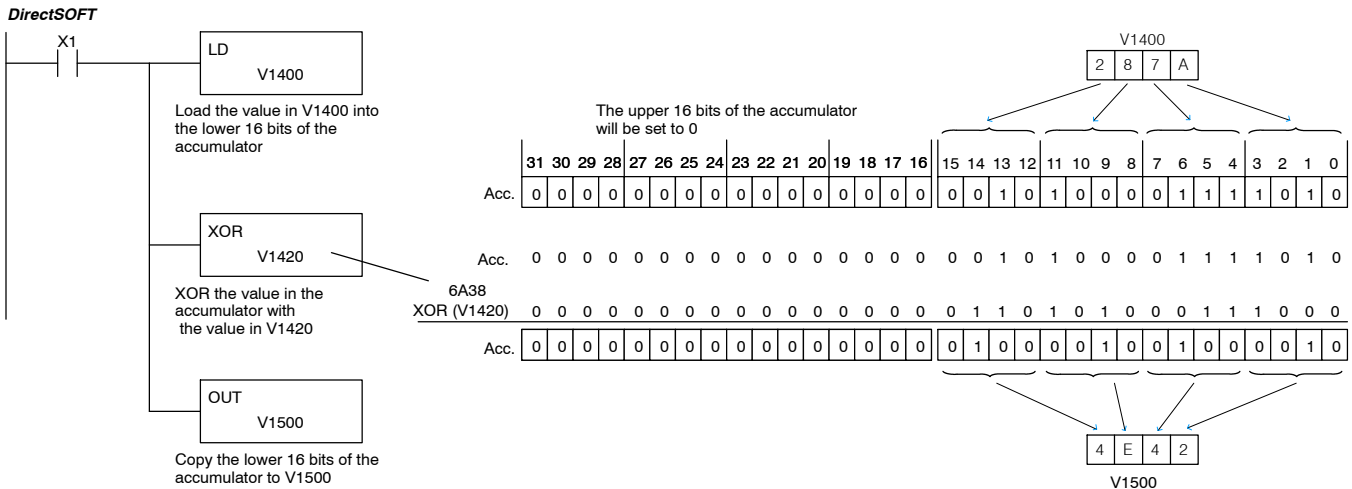 DirectSOFT
X1
LD
V1400
Load the value in V1400 into
the lower 16 bits of the
accumulator
XOR
V1420
XOR the value in the
accumulator with
the value in V1420
OUT
V1500
Copy the lower 16 bits of the
accumulator to V1500
V1400
2 8 7 A
The upper 16 bits of the accumulator
will be set to 0
31 30 29 28 27 26 25 24 23 22 21 20 19 18 17 16 15 14 13 12 11 10 9 8 7 6 5 4 3 2 1 0
Acc. 0 0 0 0 0 0 0 0 0 0 0 0 0 0 0 0 0 0 1 0 1 0 0 0 0 1 1 1 1 0 1 0
Acc. 0 0 0 0 0 0 0 0 0 0 0 0 0 0 0 0 0 0 1 0 1 0 0 0 0 1 1 1 1 0 1 0
6A38
XOR (V1420) 0 0 0 0 0 0 0 0 0 0 0 0 0 0 0 0 0 1 1 0 1 0 1 0 0 0 1 1 1 0 0 0
Acc. 0 0 0 0 0 0 0 0 0 0 0 0 0 0 0 0 0 1 0 0 0 0 1 0 0 1 0 0 0 0 1 0
4 E 4 2
V1500